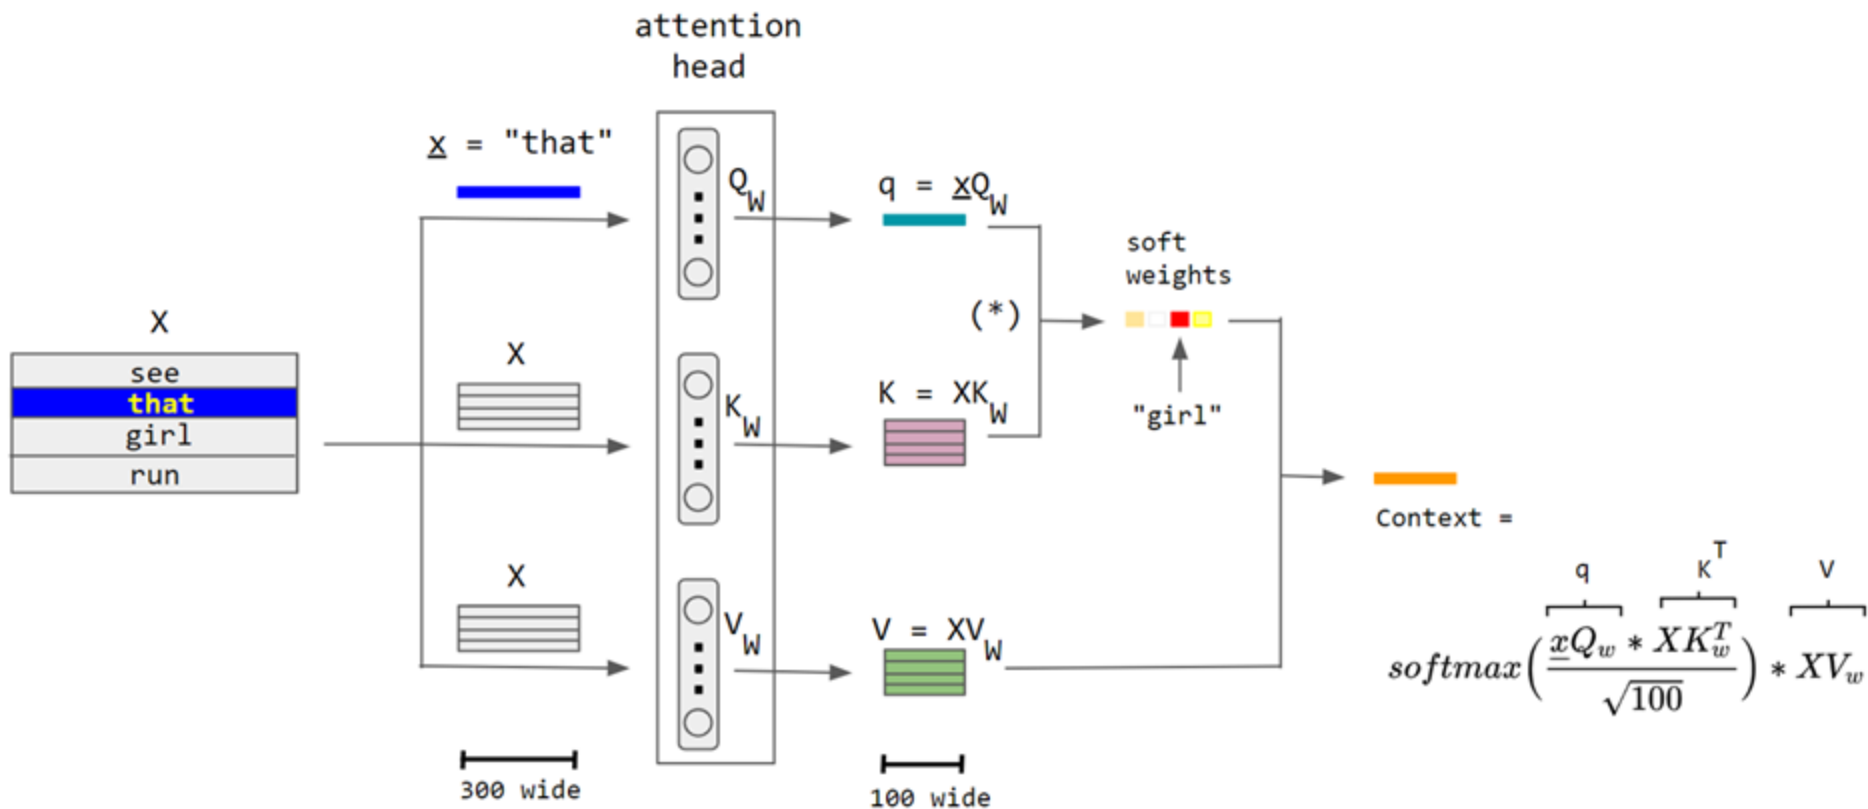 attention
head
x = "that"
Q_W
q = xQ_W
soft
weights
X
(*)
see
that
girl
run
X
K_W
K = XK_W
"girl"
Context =
X
V_W
V = XV_W
q K^T V
softmax(xQ_w * XK_w^T / √100) * XV_w
300 wide
100 wide